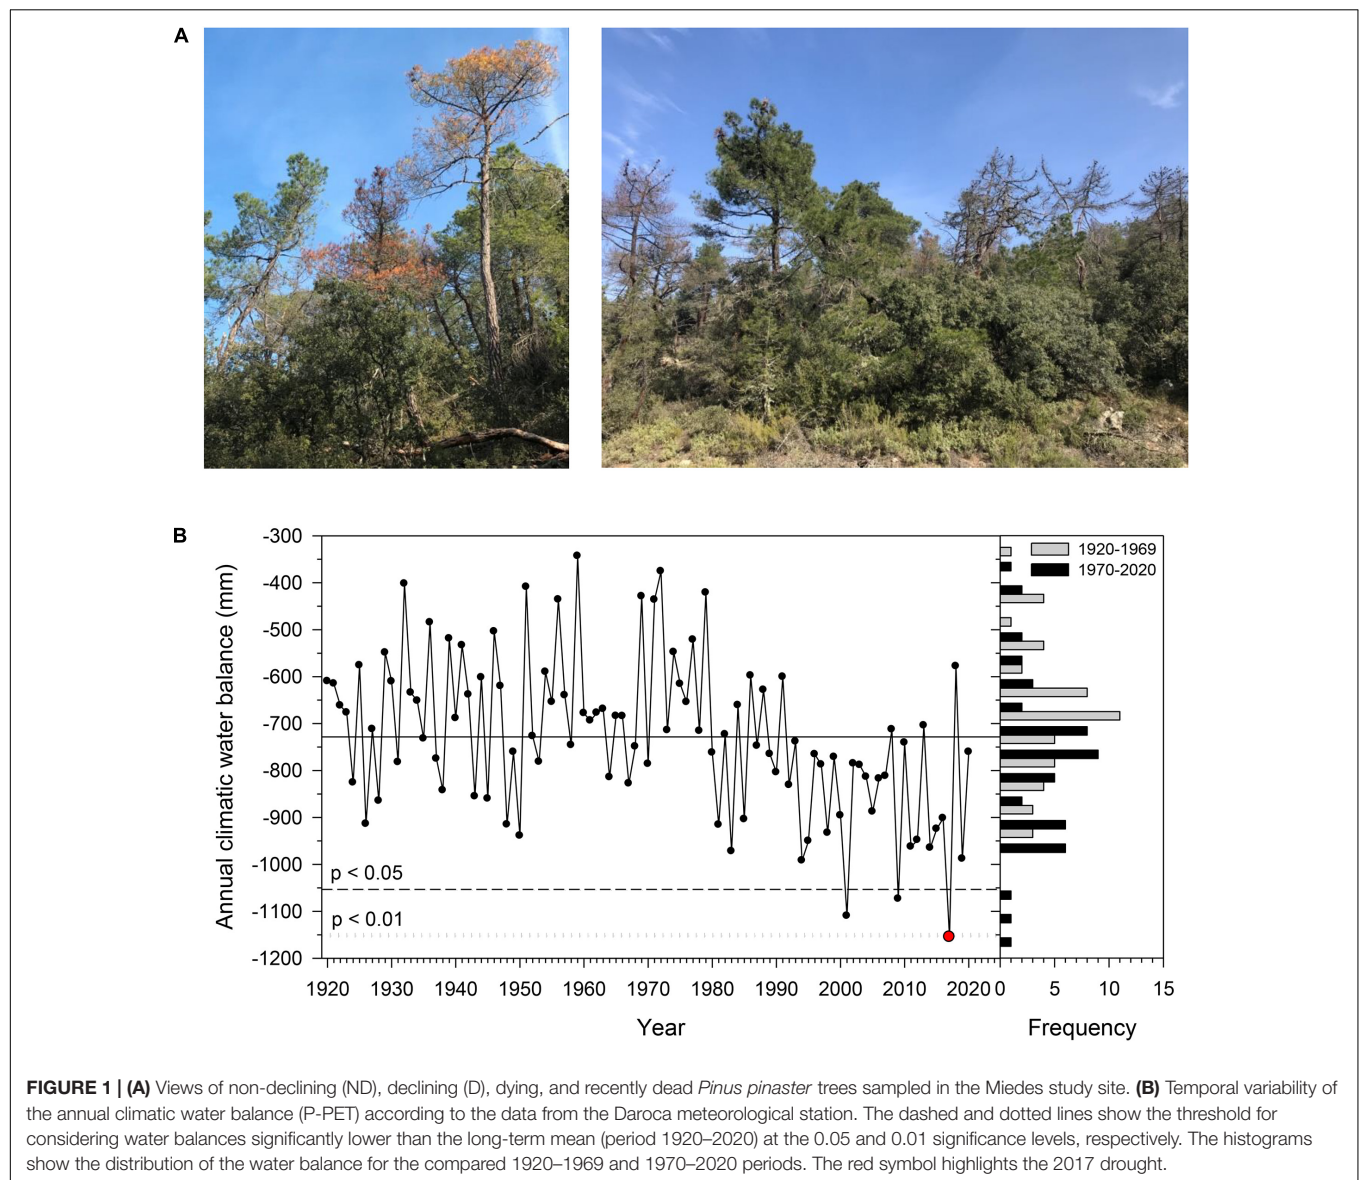 A
B
-300
-400
-500
-600
-700
-800
-900
-1000
-1100
-1200
Annual climatic water balance (mm)
p < 0.05
p < 0.01
1920 1930 1940 1950 1960 1970 1980 1990 2000 2010 2020
Year
1920-1969
1970-2020
0 5 10 15
Frequency
FIGURE 1 | (A) Views of non-declining (ND), declining (D), dying, and recently dead Pinus pinaster trees sampled in the Miedes study site. (B) Temporal variability of
the annual climatic water balance (P-PET) according to the data from the Daroca meteorological station. The dashed and dotted lines show the threshold for
considering water balances significantly lower than the long-term mean (period 1920–2020) at the 0.05 and 0.01 significance levels, respectively. The histograms
show the distribution of the water balance for the compared 1920–1969 and 1970–2020 periods. The red symbol highlights the 2017 drought.